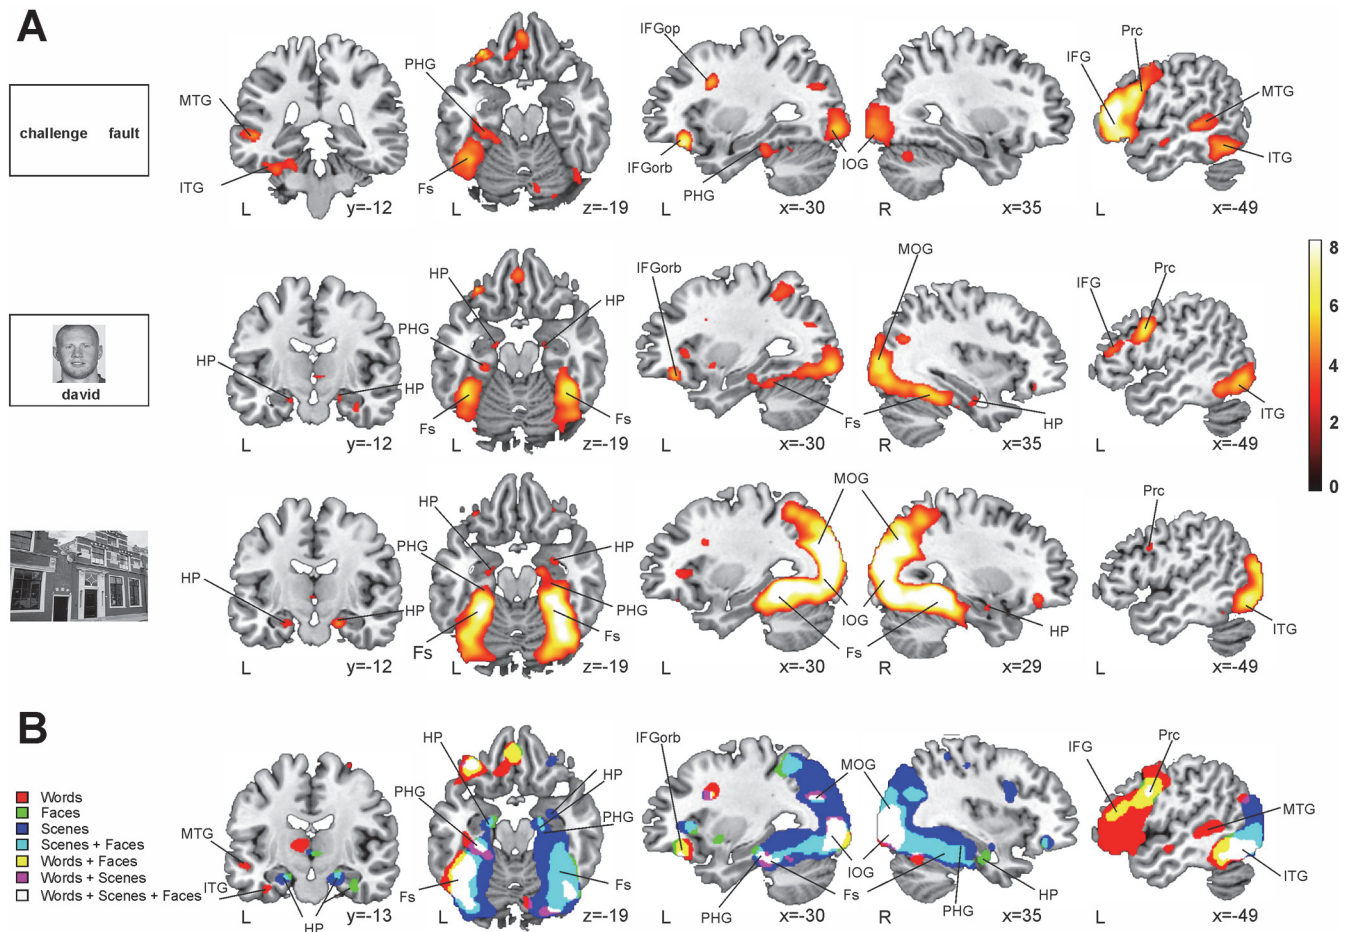 A
challenge fault
MTG
ITG
L y=-12
PHG
Fs
L z=-19
IFGop
IFGorb
PHG
IOG
L x=-30
R x=35
Prc
IFG
MTG
ITG
L x=-49
david
HP
HP
L y=-12
HP
HP
PHG
Fs
Fs
L z=-19
IFGorb
Fs
L x=-30
MOG
HP
R x=35
Prc
IFG
ITG
L x=-49
8
6
4
2
0
HP
HP
L y=-12
HP
HP
PHG
PHG
Fs
Fs
L z=-19
MOG
IOG
Fs
L x=-30
HP
R x=29
Prc
ITG
L x=-49
B
Words
Faces
Scenes
Scenes + Faces
Words + Faces
Words + Scenes
Words + Scenes + Faces
MTG
ITG
HP
L y=-13
HP
HP
PHG
PHG
Fs
Fs
L z=-19
IFGorb
MOG
IOG
PHG
Fs
L x=-30
PHG
HP
R x=35
Prc
IFG
MTG
ITG
L x=-49